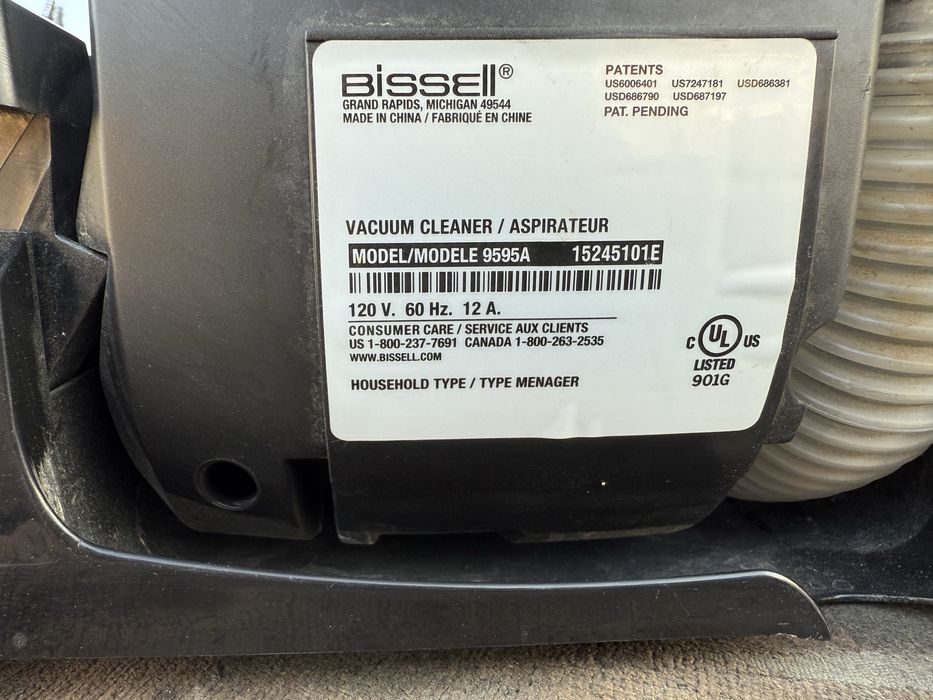 BISSELL®
GRAND RAPIDS, MICHIGAN 49544
MADE IN CHINA / FABRIQUÉ EN CHINE
PATENTS
US6006401 US7247181 USD686381
USD686790 USD687197
PAT. PENDING
VACUUM CLEANER / ASPIRATEUR
MODEL/MODELE 9595A 15245101E
120 V. 60 Hz. 12 A.
CONSUMER CARE / SERVICE AUX CLIENTS
US 1-800-237-7691 CANADA 1-800-263-2535
WWW.BISSELL.COM
HOUSEHOLD TYPE / TYPE MENAGER
C UL US
LISTED
901G